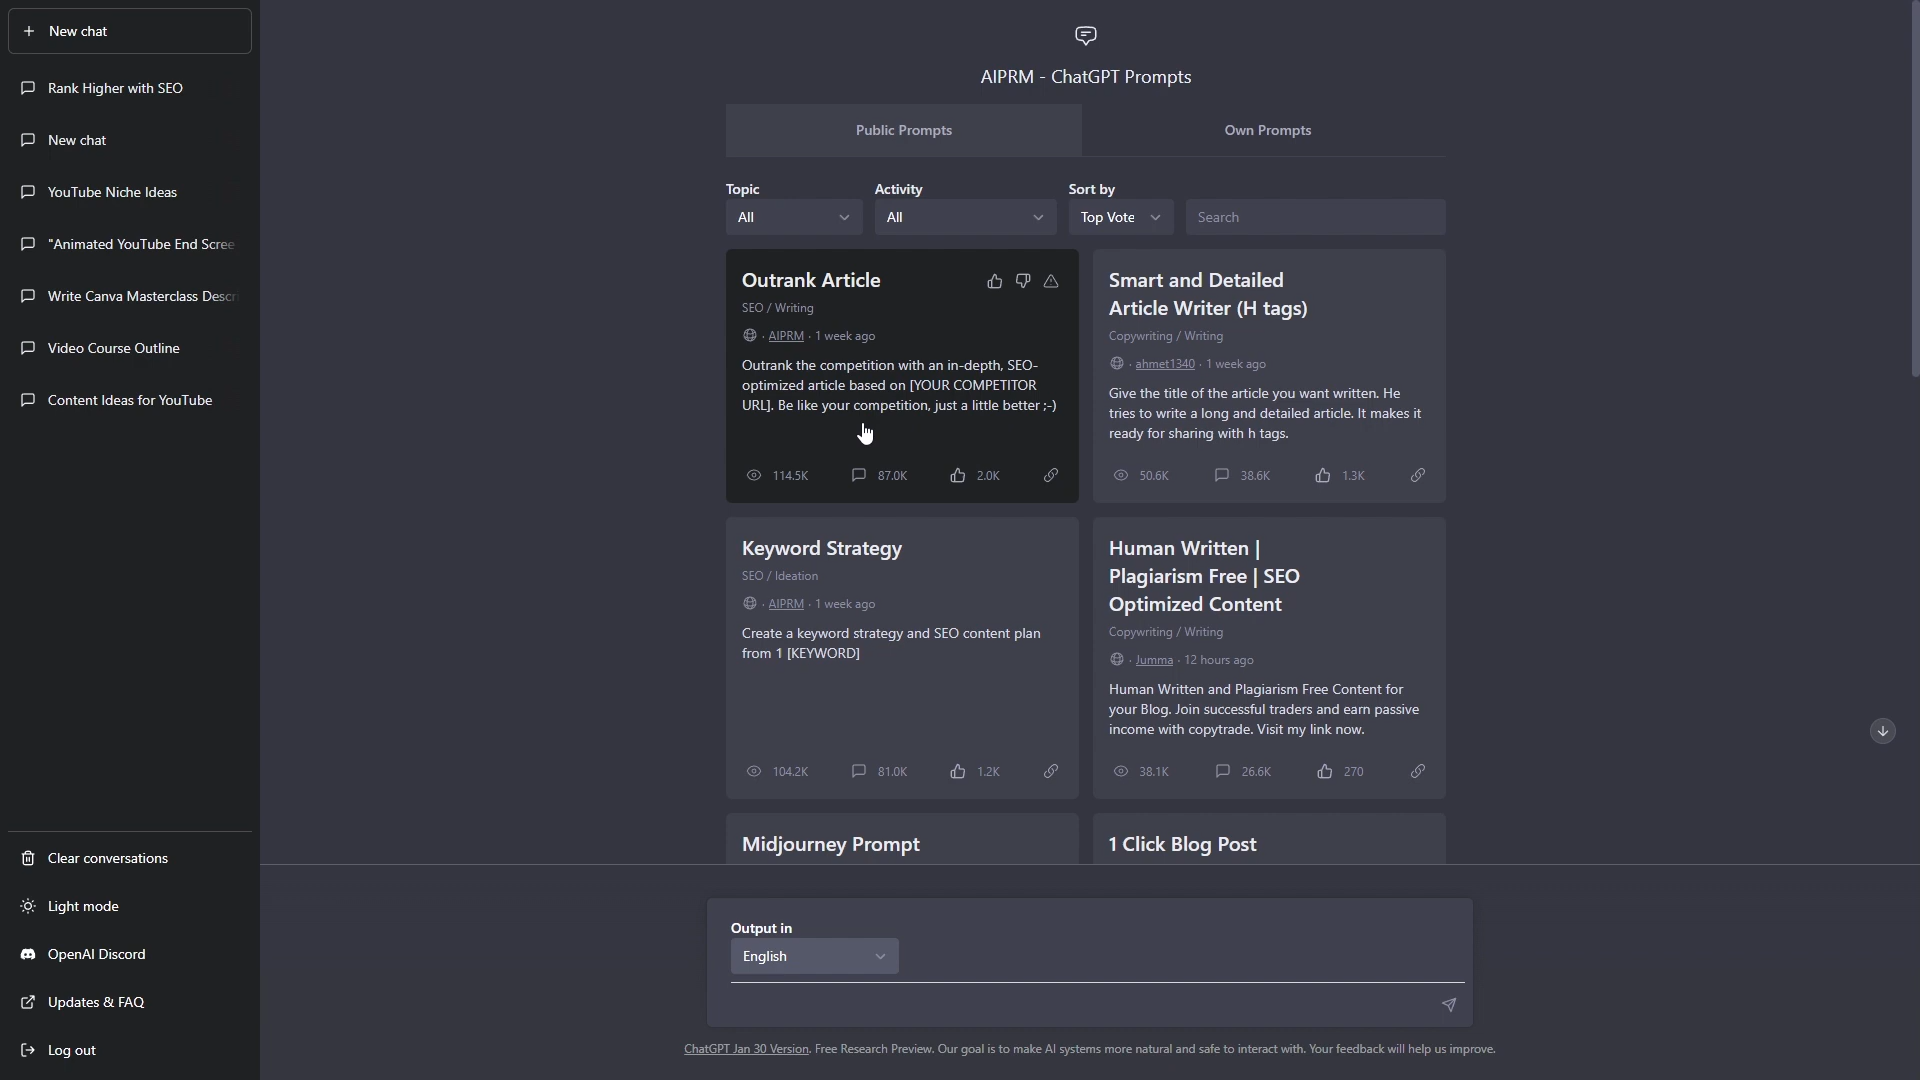 New chat
Rank Higher with SEO
New chat
YouTube Niche Ideas
"Animated YouTube End Scree
Write Canva Masterclass Descri
Video Course Outline
Content Ideas for YouTube
Clear conversations
Light mode
OpenAI Discord
Updates & FAQ
Log out
AIPRM - ChatGPT Prompts
Public Prompts
Own Prompts
Topic
Activity
Sort by
All
All
Top Vote
Search
Outrank Article
SEO / Writing
· AIPRM · 1 week ago
Outrank the competition with an in-depth, SEO-
optimized article based on [YOUR COMPETITOR
URL]. Be like your competition, just a little better ;-)
114.5K
87.0K
2.0K
Smart and Detailed
Article Writer (H tags)
Copywriting / Writing
· ahmet1340 · 1 week ago
Give the title of the article you want written. He
tries to write a long and detailed article. It makes it
ready for sharing with h tags.
50.6K
38.6K
1.3K
Keyword Strategy
SEO / Ideation
· AIPRM · 1 week ago
Create a keyword strategy and SEO content plan
from 1 [KEYWORD]
104.2K
81.0K
1.2K
Human Written |
Plagiarism Free | SEO
Optimized Content
Copywriting / Writing
· Jumma · 12 hours ago
Human Written and Plagiarism Free Content for
your Blog. Join successful traders and earn passive
income with copytrade. Visit my link now.
38.1K
26.6K
270
Midjourney Prompt
1 Click Blog Post
Output in
English
ChatGPT Jan 30 Version. Free Research Preview. Our goal is to make AI systems more natural and safe to interact with. Your feedback will help us improve.